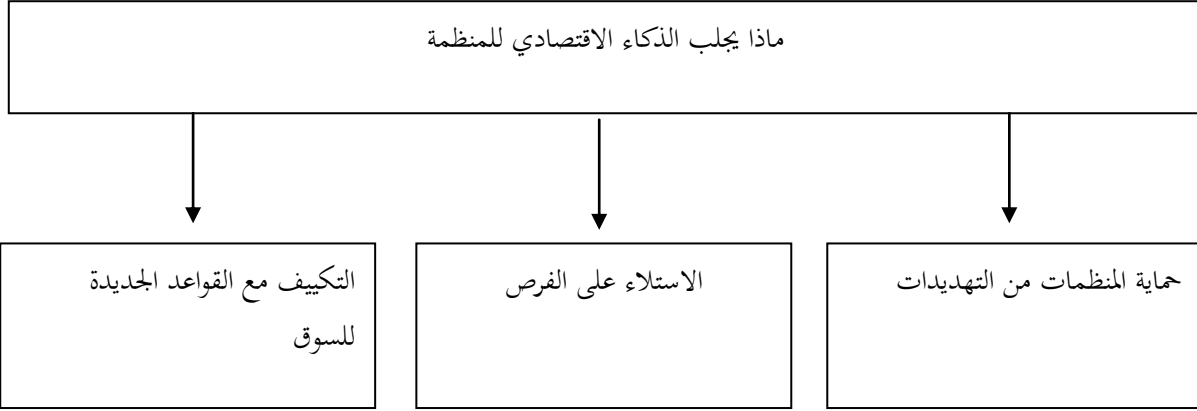 ماذا يجلب الذكاء الاقتصادي للمنظمة
حماية المنظمات من التهديدات
الاستلاء على الفرص
التكييف مع القواعد الجديدة
للسوق